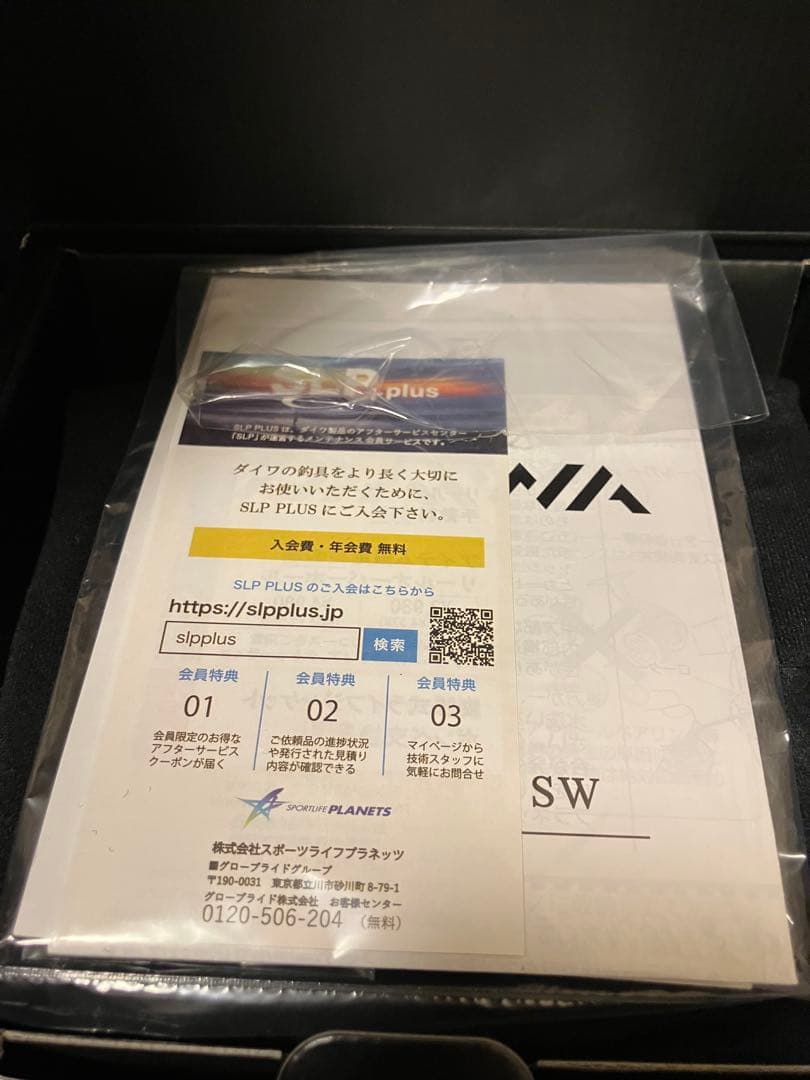 SLP plus
SLP PLUS は、ダイワ製品のアフターサービスセンター
「SLP」が運営するメンテナンス会員サービスです。
ダイワの釣具をより長く大切に
お使いいただくために、
SLP PLUS にご入会下さい。
入会費・年会費 無料
SLP PLUS のご入会はこちらから
https://slpplus.jp
slpplus
検索
会員特典
01
会員限定のお得な
アフターサービス
クーポンが届く
会員特典
02
ご依頼品の進捗状況
や発行された見積り
内容が確認できる
会員特典
03
マイページから
技術スタッフに
気軽にお問合せ
SPORTLIFE PLANETS
株式会社スポーツライフプラネッツ
■グローブライドグループ
〒190-0031 東京都立川市砂川町 8-79-1
グローブライド株式会社 お客様センター
0120-506-204 (無料)
SW